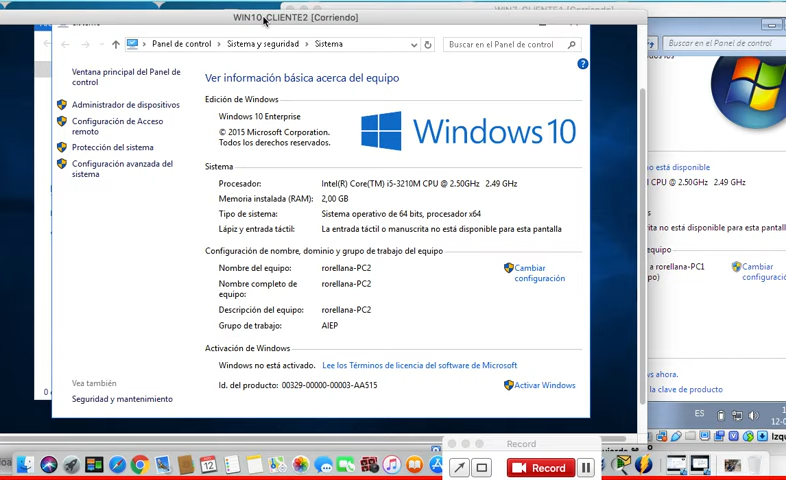 WIN10_CLIENTE2 [Corriendo]
Panel de control
Sistema y seguridad
Sistema
Buscar en el Panel de control
Buscar en el Panel de control
Ventana principal del Panel de
control
Administrador de dispositivos
Configuración de Acceso
remoto
Protección del sistema
Configuración avanzada del
sistema
Vea también
Seguridad y mantenimiento
Ver información básica acerca del equipo
Edición de Windows
Windows 10 Enterprise
© 2015 Microsoft Corporation.
Todos los derechos reservados.
Windows 10
Sistema
Procesador: Intel(R) Core(TM) i5-3210M CPU @ 2.50GHz 2.49 GHz
Memoria instalada (RAM): 2,00 GB
Tipo de sistema: Sistema operativo de 64 bits, procesador x64
Lápiz y entrada táctil: La entrada táctil o manuscrita no está disponible para esta pantalla
Configuración de nombre, dominio y grupo de trabajo del equipo
Nombre del equipo: rorellana-PC2
Cambiar
configuración
Nombre completo de
equipo: rorellana-PC2
Descripción del equipo: rorellana-PC2
Grupo de trabajo: AIEP
Activación de Windows
Windows no está activado. Lee los Términos de licencia del software de Microsoft
Id. del producto: 00329-00000-00003-AA515
Activar Windows
no está disponible
CPU @ 2.50GHz 2.49 GHz
no está disponible para esta pantalla
equipo
a rorellana-PC1
Cambiar
configuración
ahora.
la clave de producto
ES
Record
Record
12